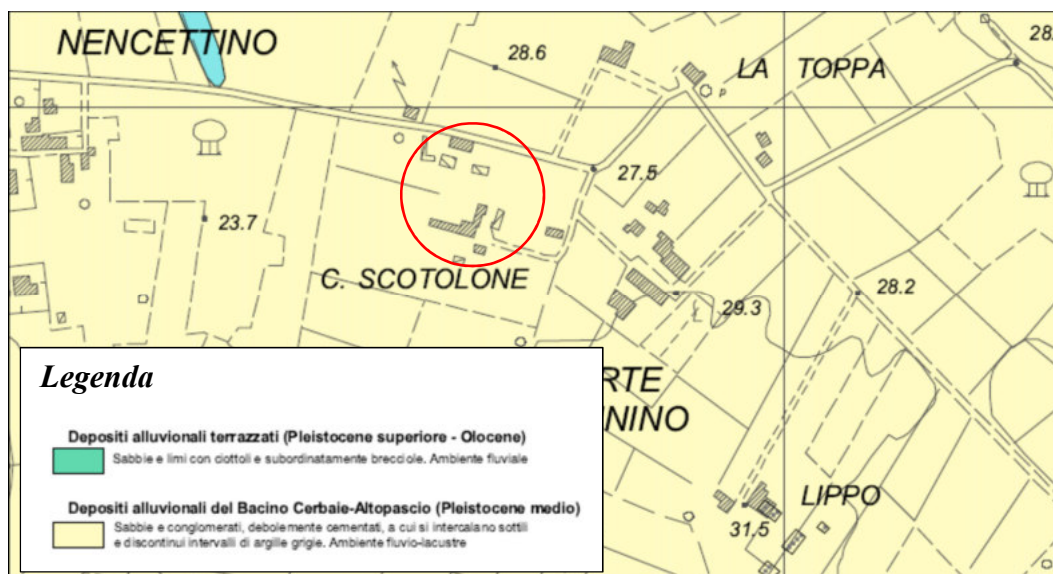 NENCETTINO
28.6
LA TOPPA
P
27.5
23.7
C. SCOTOLONE
28.2
29.3
RTE
NINO
LIPPO
31.5
Legenda
Depositi alluvionali terrazzati (Pleistocene superiore - Olocene)
Sabbie e limi con ciottoli e subordinatamente brecciole. Ambiente fluviale
Depositi alluvionali del Bacino Cerbaie-Altopascio (Pleistocene medio)
Sabbie e conglomerati, debolemente cementati, a cui si intercalano sottili
e discontinui intervalli di argille grigie. Ambiente fluvio-lacustre